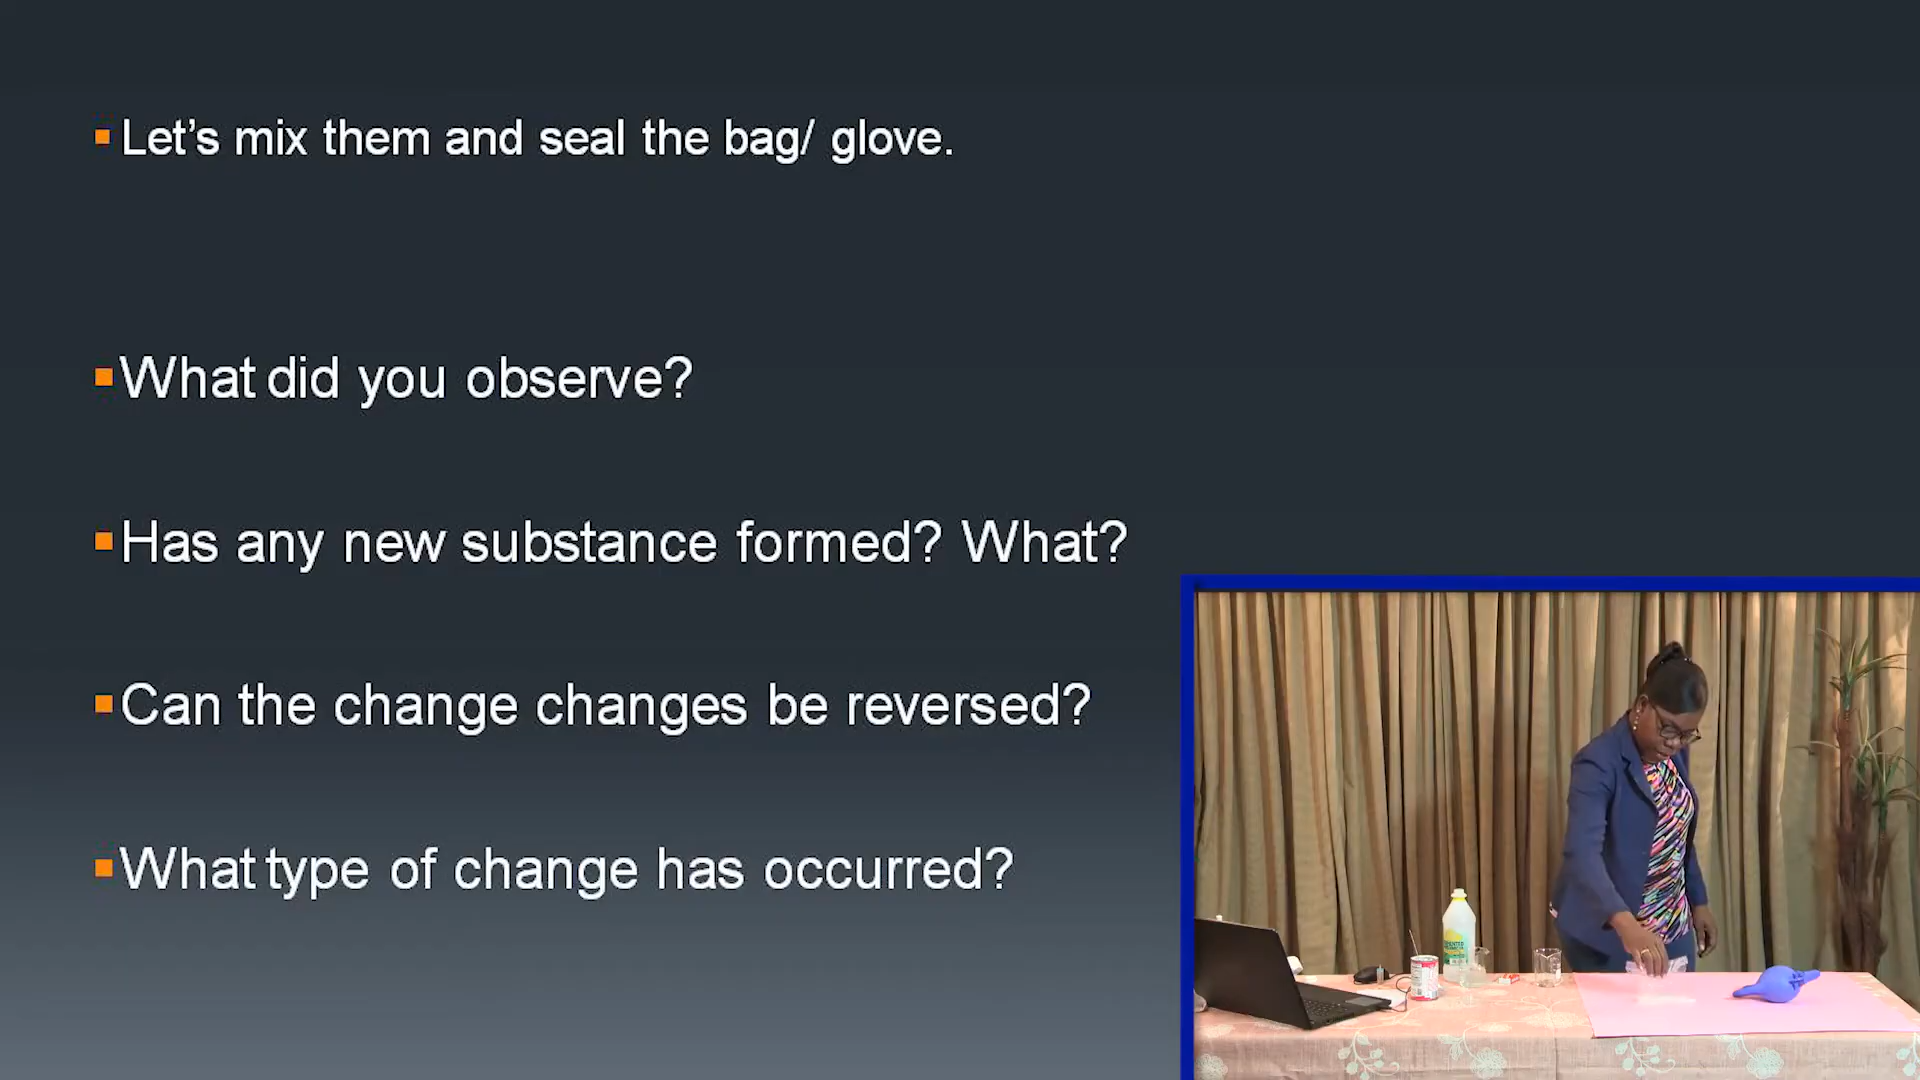 Let's mix them and seal the bag/ glove.
What did you observe?
Has any new substance formed? What?
Can the change changes be reversed?
What type of change has occurred?